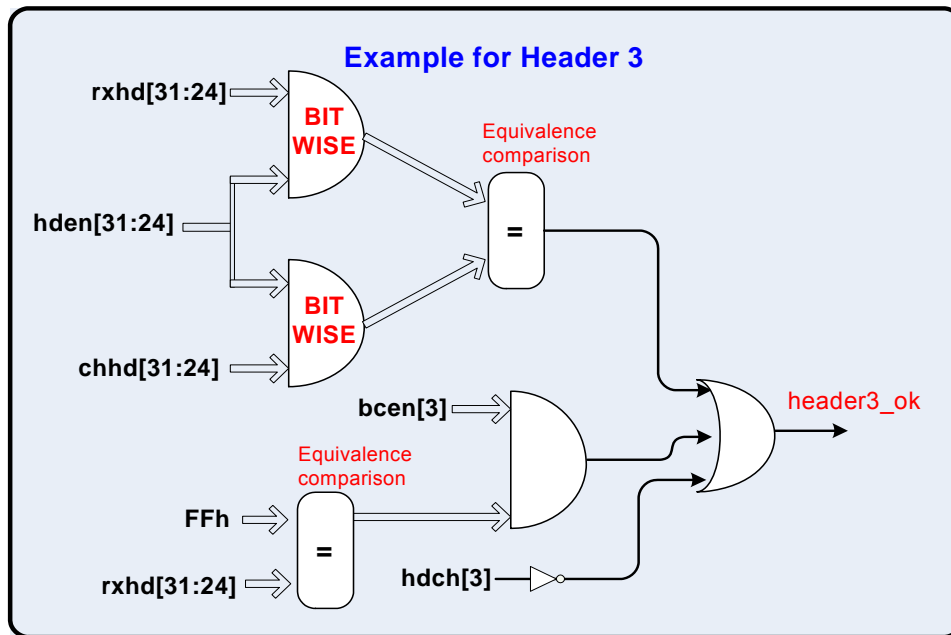 Example for Header 3
rxhd[31:24]
BIT
WISE
Equivalence
comparison
hden[31:24]
=
BIT
WISE
chhd[31:24]
bcen[3]
header3_ok
Equivalence
comparison
FFh
=
rxhd[31:24]
hdch[3]